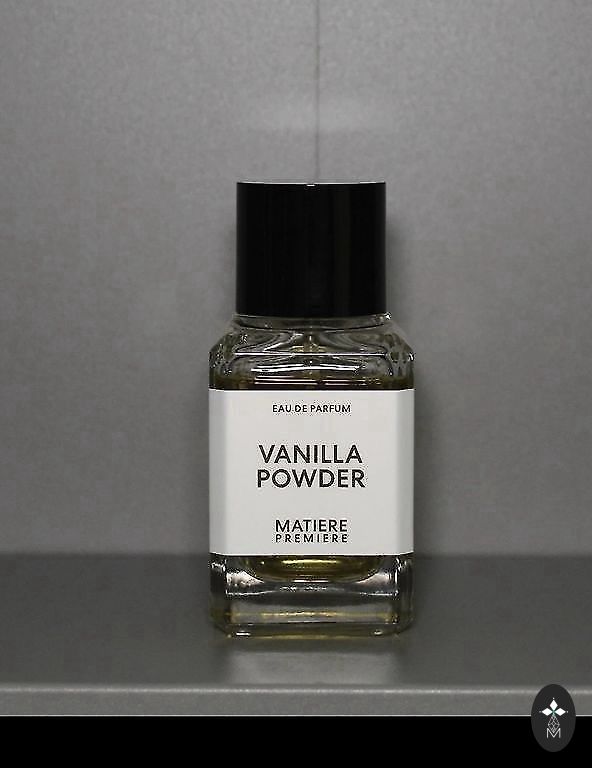 EAU DE PARFUM
VANILLA
POWDER
MATIERE
PREMIERE
M